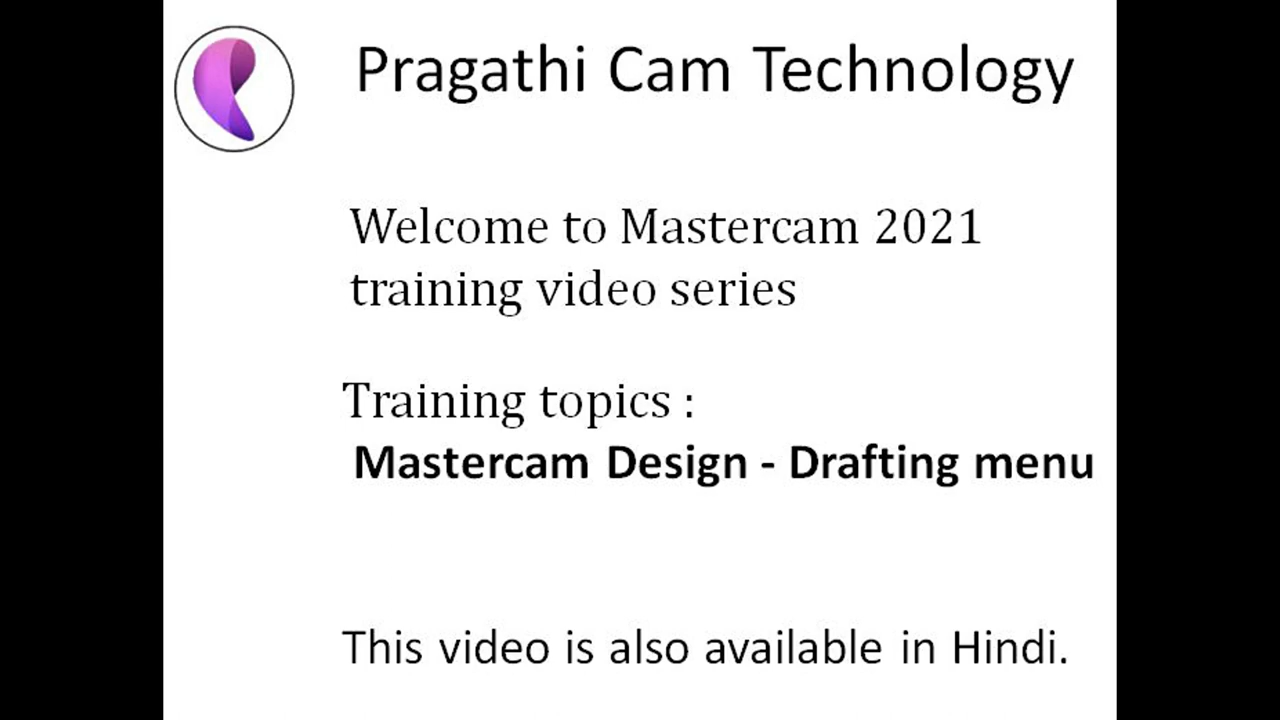 Pragathi Cam Technology
Welcome to Mastercam 2021
training video series
Training topics :
Mastercam Design - Drafting menu
This video is also available in Hindi.